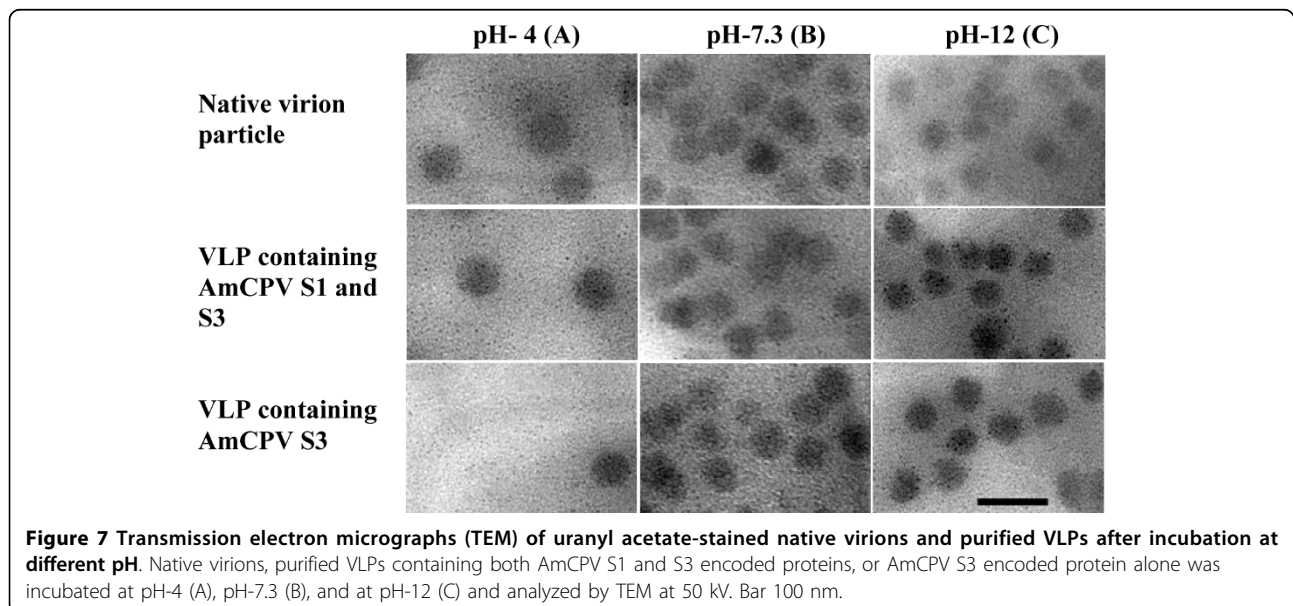 pH- 4 (A) pH-7.3 (B) pH-12 (C)
Native virion
particle
VLP containing
AmCPV S1 and
S3
VLP containing
AmCPV S3
Figure 7 Transmission electron micrographs (TEM) of uranyl acetate-stained native virions and purified VLPs after incubation at
different pH. Native virions, purified VLPs containing both AmCPV S1 and S3 encoded proteins, or AmCPV S3 encoded protein alone was
incubated at pH-4 (A), pH-7.3 (B), and at pH-12 (C) and analyzed by TEM at 50 kV. Bar 100 nm.